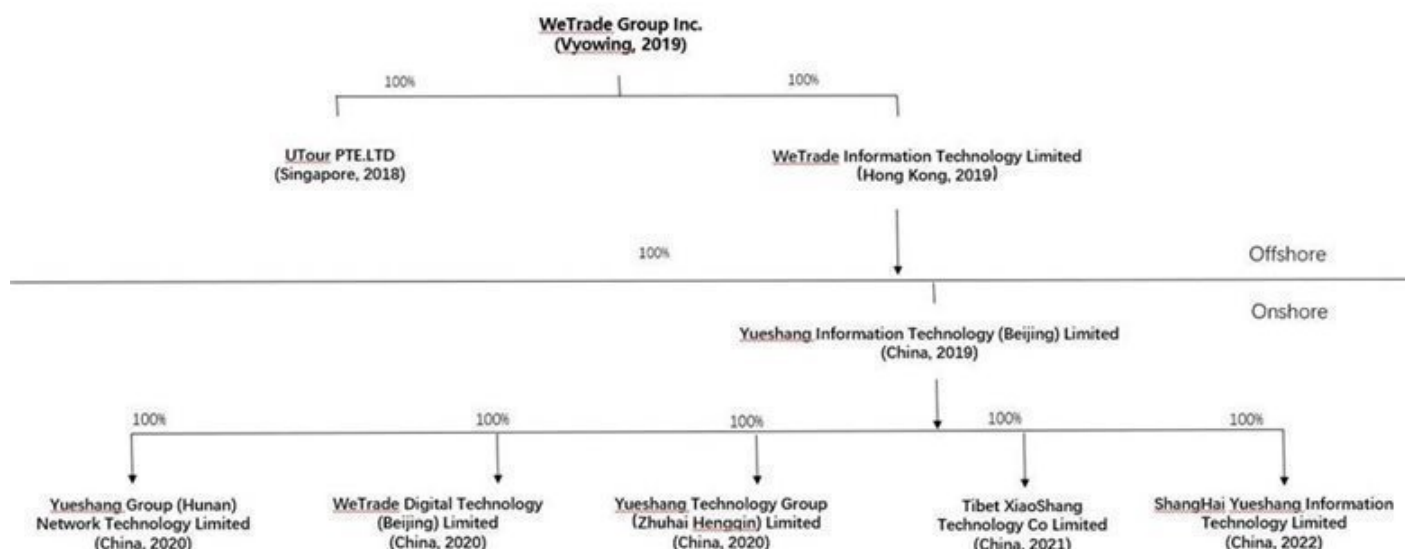 WeTrade Group Inc.
(Vyowing, 2019)
100%
100%
UTour PTE.LTD
(Singapore, 2018)
WeTrade Information Technology Limited
(Hong Kong, 2019)
100%
Offshore
Onshore
Yueshang Information Technology (Beijing) Limited
(China, 2019)
100%
100%
100%
100%
100%
Yueshang Group (Hunan)
Network Technology Limited
(China, 2020)
WeTrade Digital Technology
(Beijing) Limited
(China, 2020)
Yueshang Technology Group
(Zhuhai Hengqin) Limited
(China, 2020)
Tibet XiaoShang
Technology Co Limited
(China, 2021)
ShangHai Yueshang Information
Technology Limited
(China, 2022)